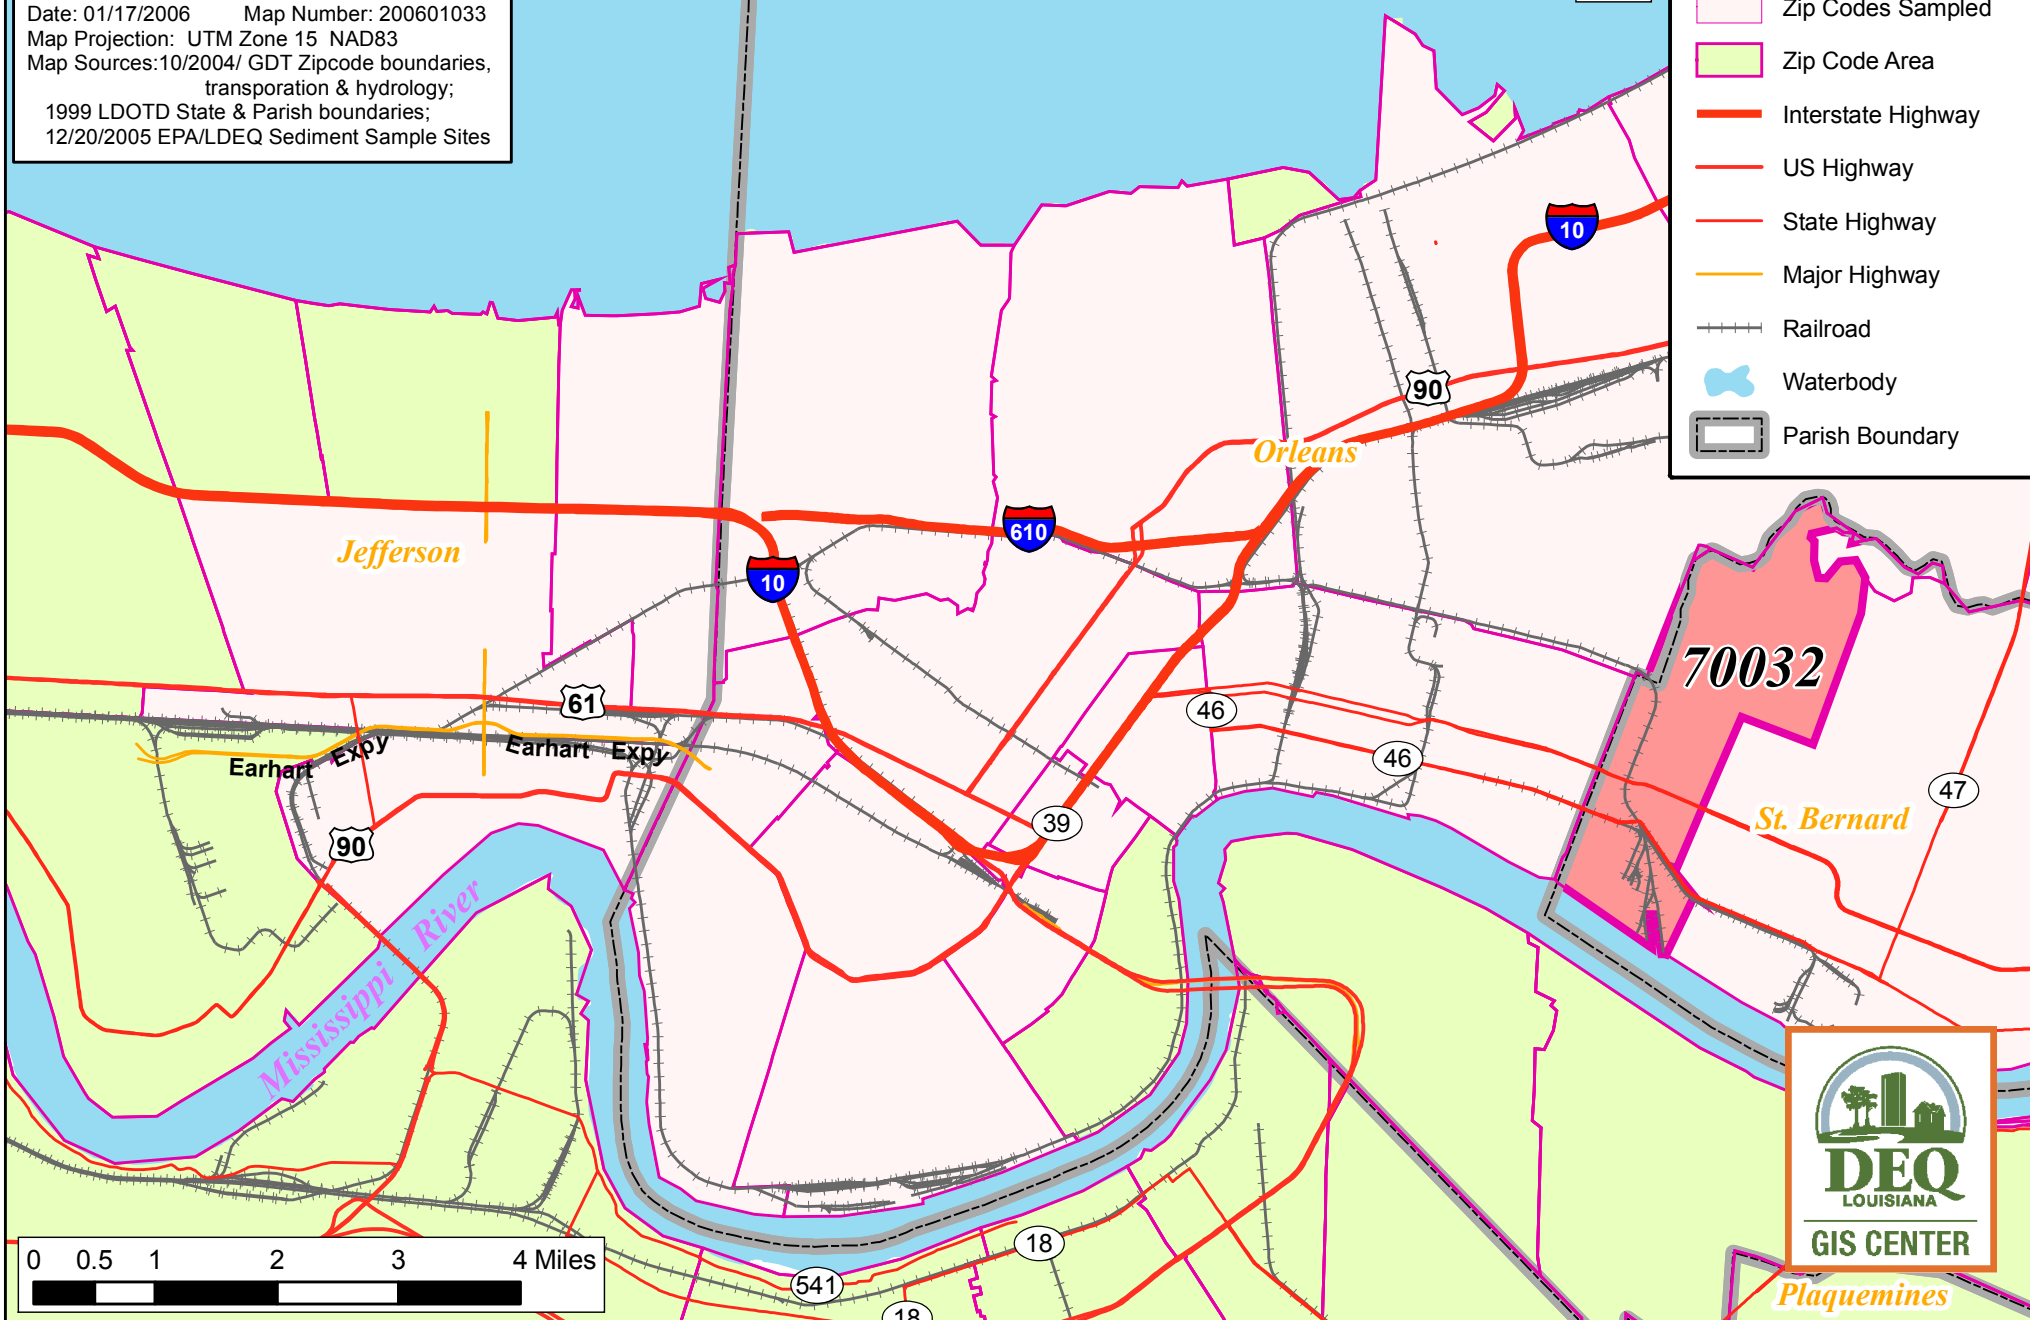 Date: 01/17/2006 Map Number: 200601033
Map Projection: UTM Zone 15 NAD83
Map Sources:10/2004/ GDT Zipcode boundaries,
transporation & hydrology;
1999 LDOTD State & Parish boundaries;
12/20/2005 EPA/LDEQ Sediment Sample Sites
Zip Codes Sampled
Zip Code Area
Interstate Highway
US Highway
State Highway
Major Highway
Railroad
Waterbody
Parish Boundary
10
90
Orleans
610
Jefferson
10
70032
61
46
46
47
Earhart Expy
Earhart Expy
39
St. Bernard
90
Mississippi River
18
541
18
0 0.5 1 2 3 4 Miles
DEQ
LOUISIANA
GIS CENTER
Plaquemines